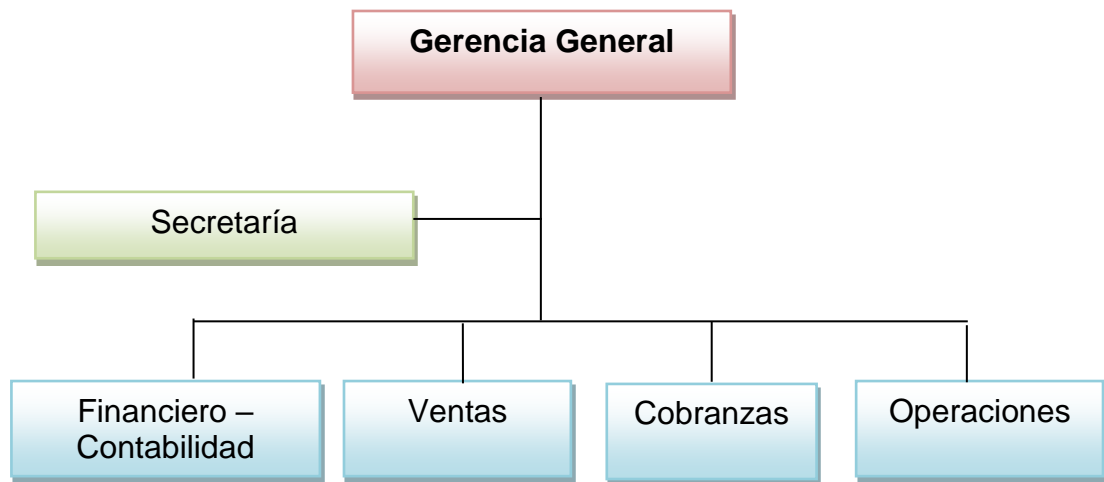 Gerencia General
Secretaría
Financiero –
Contabilidad
Ventas
Cobranzas
Operaciones